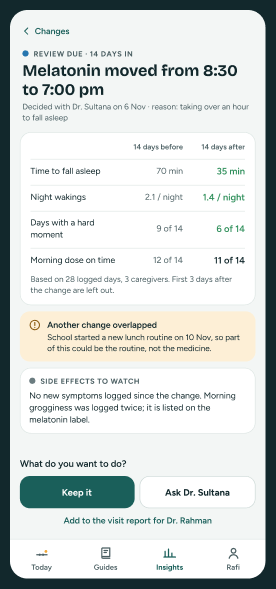 Changes
REVIEW DUE · 14 DAYS IN
Melatonin moved from 8:30
to 7:00 pm
Decided with Dr. Sultana on 6 Nov · reason: taking over an hour
to fall asleep
14 days before 14 days after
Time to fall asleep 70 min 35 min
Night wakings 2.1 / night 1.4 / night
Days with a hard
moment 9 of 14 6 of 14
Morning dose on time 12 of 14 11 of 14
Based on 28 logged days, 3 caregivers. First 3 days after
the change are left out.
Another change overlapped
School started a new lunch routine on 10 Nov, so part
of this could be the routine, not the medicine.
SIDE EFFECTS TO WATCH
No new symptoms logged since the change. Morning
grogginess was logged twice; it is listed on the
melatonin label.
What do you want to do?
Keep it Ask Dr. Sultana
Add to the visit report for Dr. Rahman
Today Guides Insights Rafi